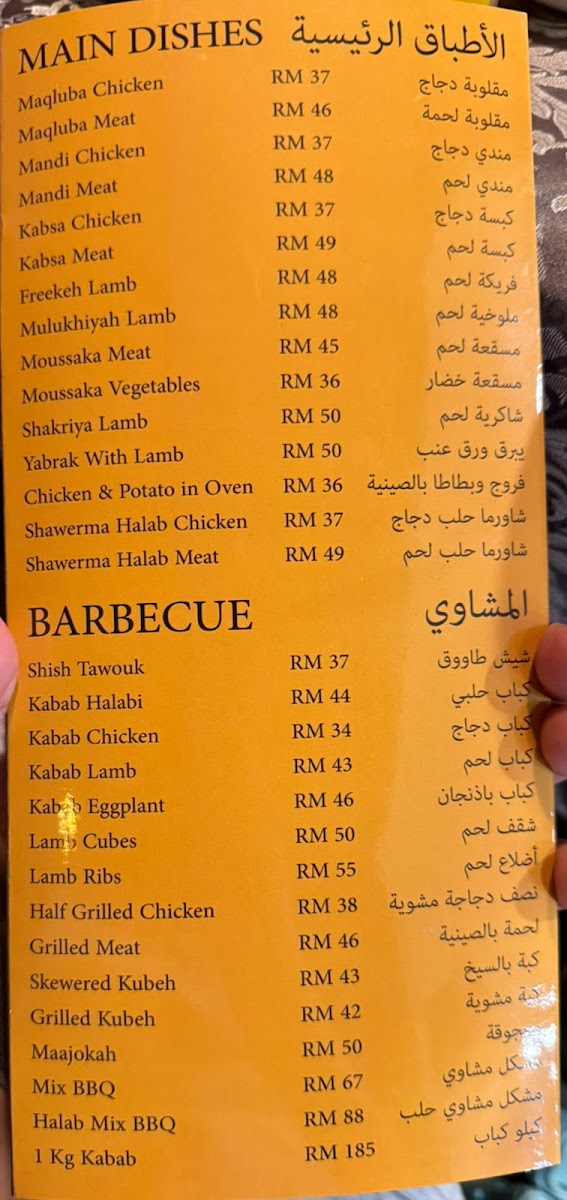 MAIN DISHES الأطباق الرئيسية
Maqluba Chicken RM 37 مقلوبة دجاج
Maqluba Meat RM 46 مقلوبة لحمة
Mandi Chicken RM 37 مندي دجاج
Mandi Meat RM 48 مندي لحم
Kabsa Chicken RM 37 كبسة دجاج
Kabsa Meat RM 49 كبسة لحم
Freekeh Lamb RM 48 فريكة لحم
Mulukhiyah Lamb RM 48 ملوخية لحم
Moussaka Meat RM 45 مسقعة لحم
Moussaka Vegetables RM 36 مسقعة خضار
Shakriya Lamb RM 50 شاكرية لحم
Yabrak With Lamb RM 50 يبرق ورق عنب
Chicken & Potato in Oven RM 36 فروج وبطاطا بالصينية
Shawerma Halab Chicken RM 37 شاورما حلب دجاج
Shawerma Halab Meat RM 49 شاورما حلب لحم
BARBECUE المشاوي
Shish Tawouk RM 37 شيش طاووق
Kabab Halabi RM 44 كباب حلبي
Kabab Chicken RM 34 كباب دجاج
Kabab Lamb RM 43 كباب لحم
Kabab Eggplant RM 46 كباب باذنجان
Lamb Cubes RM 50 شقف لحم
Lamb Ribs RM 55 أضلاع لحم
Half Grilled Chicken RM 38 نصف دجاجة مشوية
Grilled Meat RM 46 لحمة بالصينية
Skewered Kubeh RM 43 كبة بالسيخ
Grilled Kubeh RM 42 كبة مشوية
Maajokah RM 50
Mix BBQ RM 67 مشكل مشاوي
Halab Mix BBQ RM 88 مشكل مشاوي حلب
1 Kg Kabab RM 185 كيلو كباب